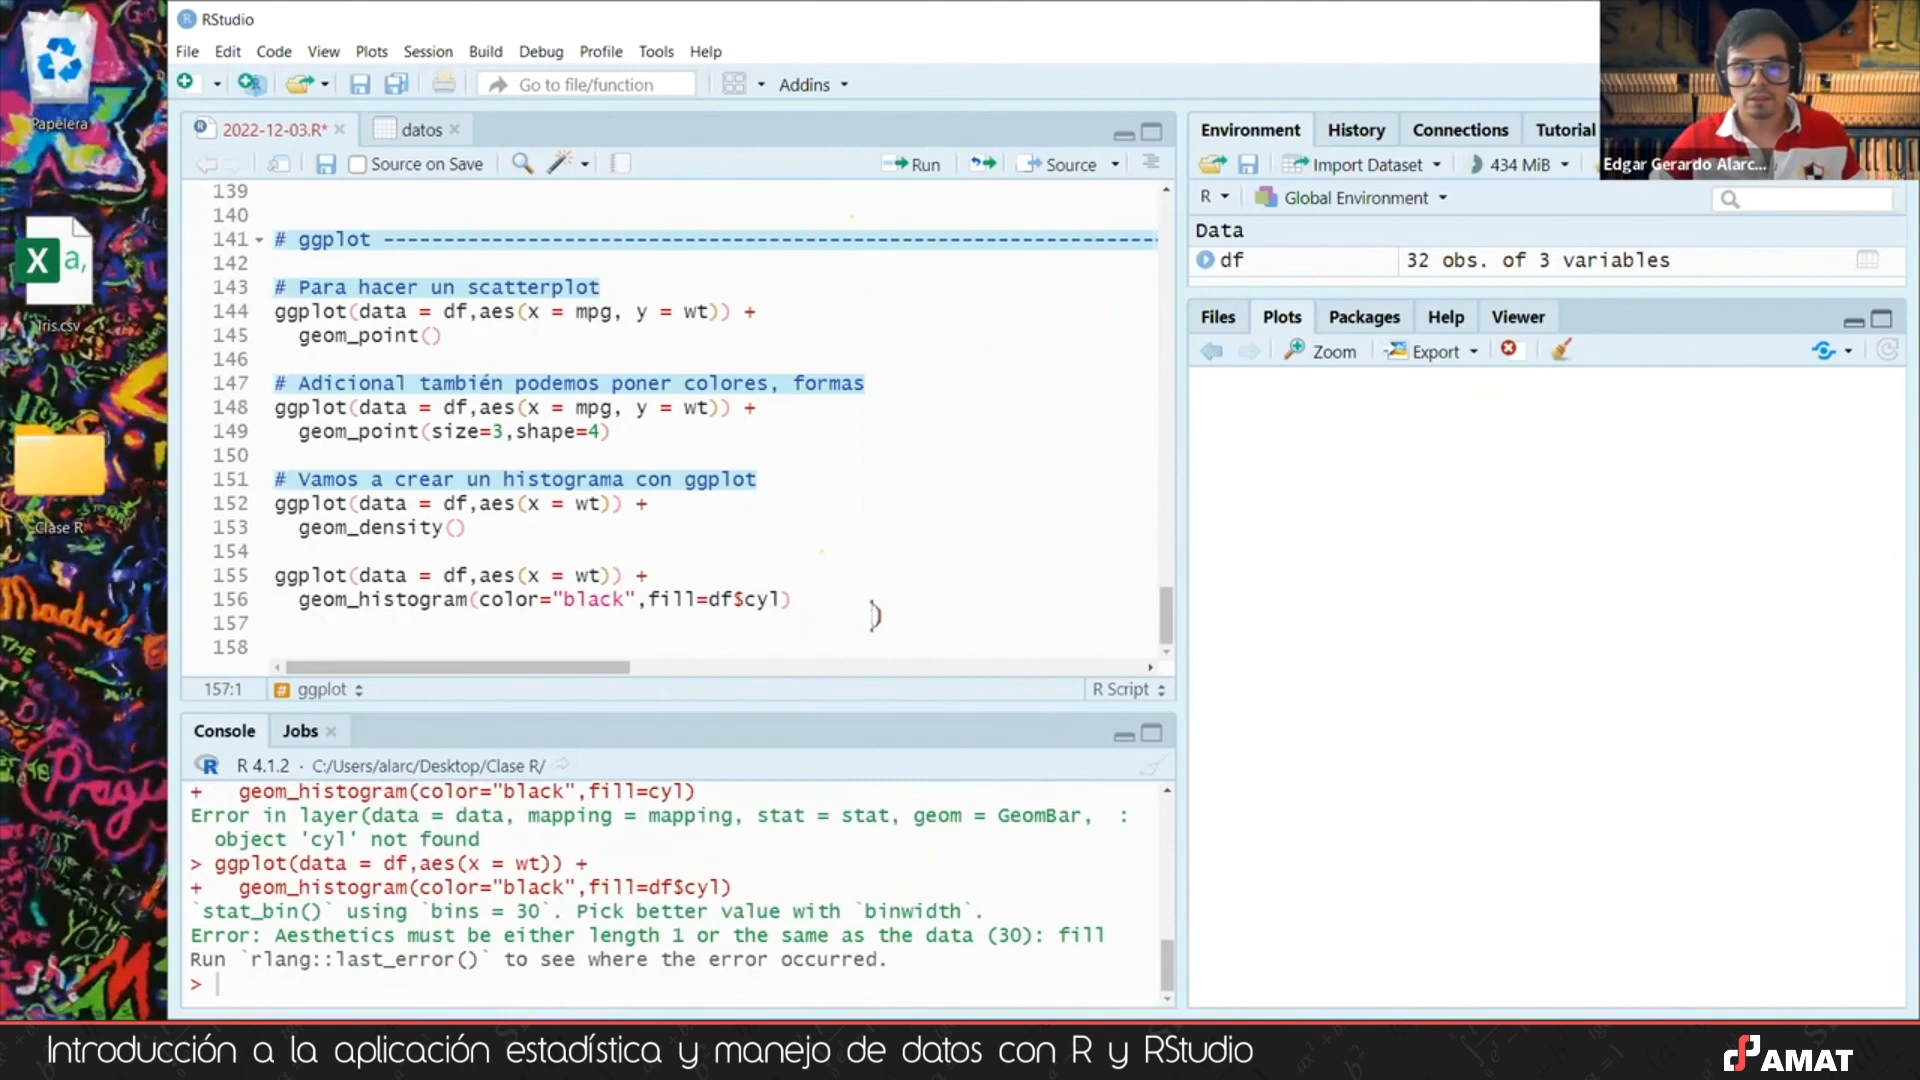 RStudio
File Edit Code View Plots Session Build Debug Profile Tools Help
Go to file/function Addins
2022-12-03.R* datos
Source on Save Run Source
139
140
141 # ggplot ----------------------------------------------------------------
142
143 # Para hacer un scatterplot
144 ggplot(data = df,aes(x = mpg, y = wt)) +
145 geom_point()
146
147 # Adicional también podemos poner colores, formas
148 ggplot(data = df,aes(x = mpg, y = wt)) +
149 geom_point(size=3,shape=4)
150
151 # Vamos a crear un histograma con ggplot
152 ggplot(data = df,aes(x = wt)) +
153 geom_density()
154
155 ggplot(data = df,aes(x = wt)) +
156 geom_histogram(color="black",fill=df$cyl)
157
158
157:1 # ggplot R Script
Console Jobs
R 4.1.2 · C:/Users/alarc/Desktop/Clase R/
+ geom_histogram(color="black",fill=cyl)
Error in layer(data = data, mapping = mapping, stat = stat, geom = GeomBar, :
object 'cyl' not found
> ggplot(data = df,aes(x = wt)) +
+ geom_histogram(color="black",fill=df$cyl)
`stat_bin()` using `bins = 30`. Pick better value with `binwidth`.
Error: Aesthetics must be either length 1 or the same as the data (30): fill
Run `rlang::last_error()` to see where the error occurred.
>
Environment History Connections Tutorial
Import Dataset 434 MiB
R Global Environment
Data
df 32 obs. of 3 variables
Files Plots Packages Help Viewer
Zoom Export
Edgar Gerardo Alarc...
Papelera
X a,
Iris.csv
Clase R
Madrid
Prague
Introducción a la aplicación estadística y manejo de datos con R y RStudio
AMAT